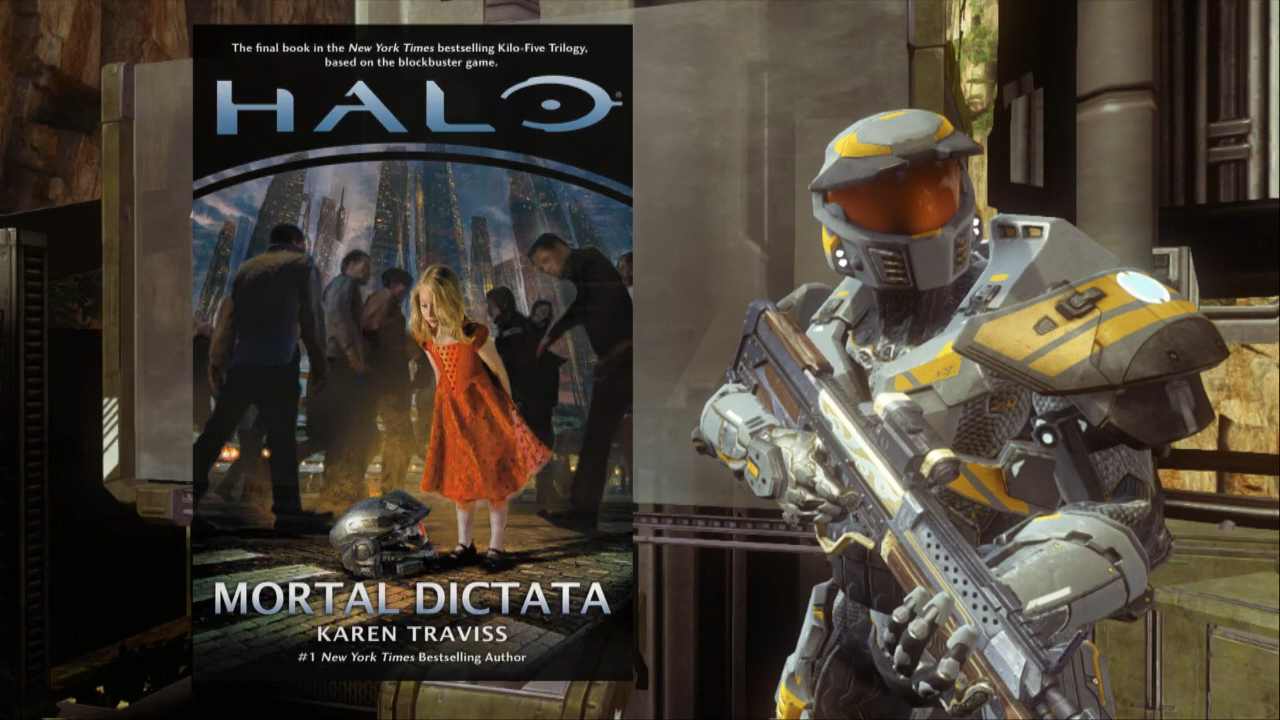 The final book in the New York Times bestselling Kilo-Five Trilogy,
based on the blockbuster game.
HALO®
MORTAL DICTATA
KAREN TRAVISS
#1 New York Times Bestselling Author